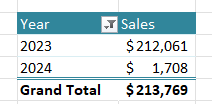 Year Sales
2023 $212,061
2024 $ 1,708
Grand Total $213,769